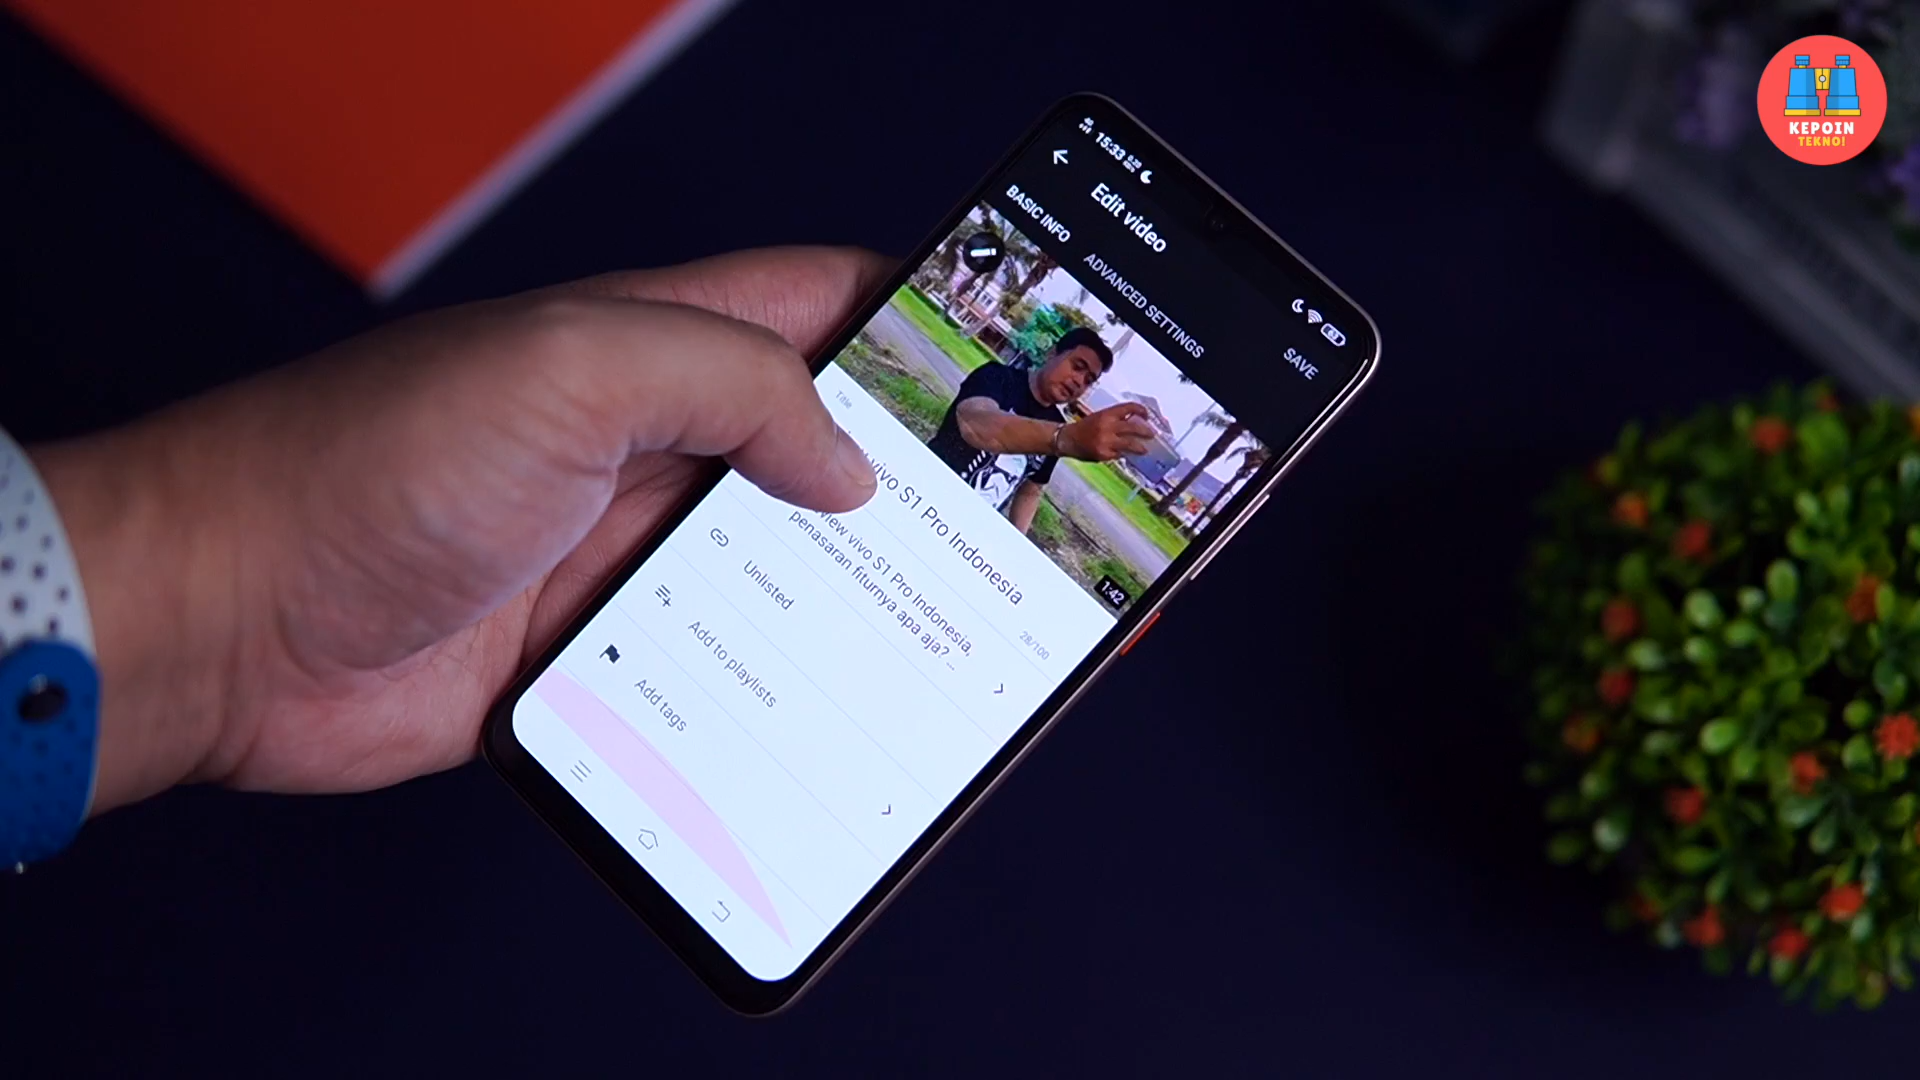 KEPOIN
TEKNO!
15:33
Edit video
SAVE
BASIC INFO
ADVANCED SETTINGS
1:42
Title
vivo S1 Pro Indonesia
28/100
vivo S1 Pro Indonesia,
penasaran fiturnya apa aja? ...
Unlisted
Add to playlists
Add tags